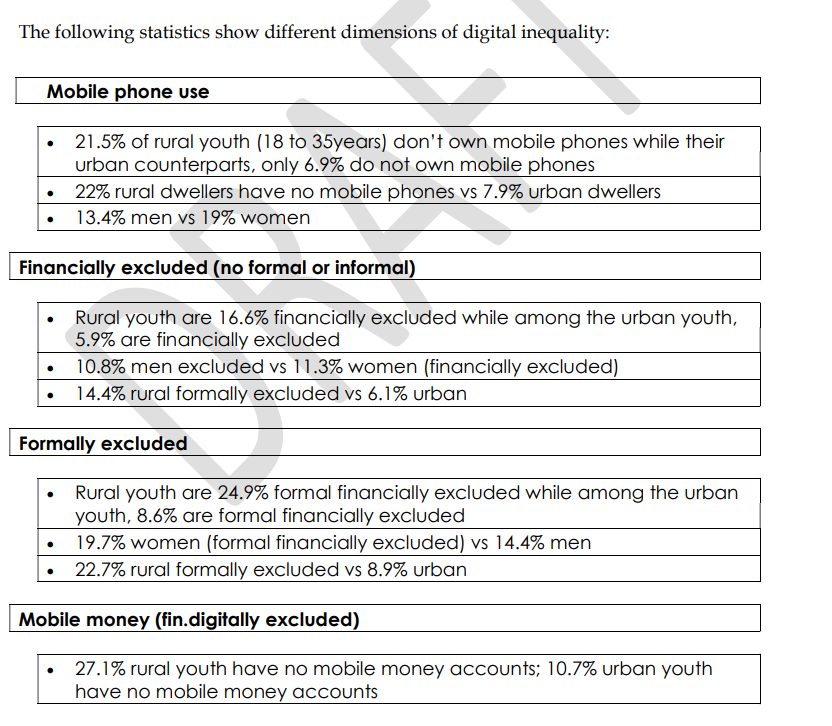 The following statistics show different dimensions of digital inequality:
Mobile phone use
• 21.5% of rural youth (18 to 35years) don't own mobile phones while their
urban counterparts, only 6.9% do not own mobile phones
• 22% rural dwellers have no mobile phones vs 7.9% urban dwellers
• 13.4% men vs 19% women
Financially excluded (no formal or informal)
• Rural youth are 16.6% financially excluded while among the urban youth,
5.9% are financially excluded
• 10.8% men excluded vs 11.3% women (financially excluded)
• 14.4% rural formally excluded vs 6.1% urban
Formally excluded
• Rural youth are 24.9% formal financially excluded while among the urban
youth, 8.6% are formal financially excluded
• 19.7% women (formal financially excluded) vs 14.4% men
• 22.7% rural formally excluded vs 8.9% urban
Mobile money (fin.digitally excluded)
• 27.1% rural youth have no mobile money accounts; 10.7% urban youth
have no mobile money accounts
DRAFT